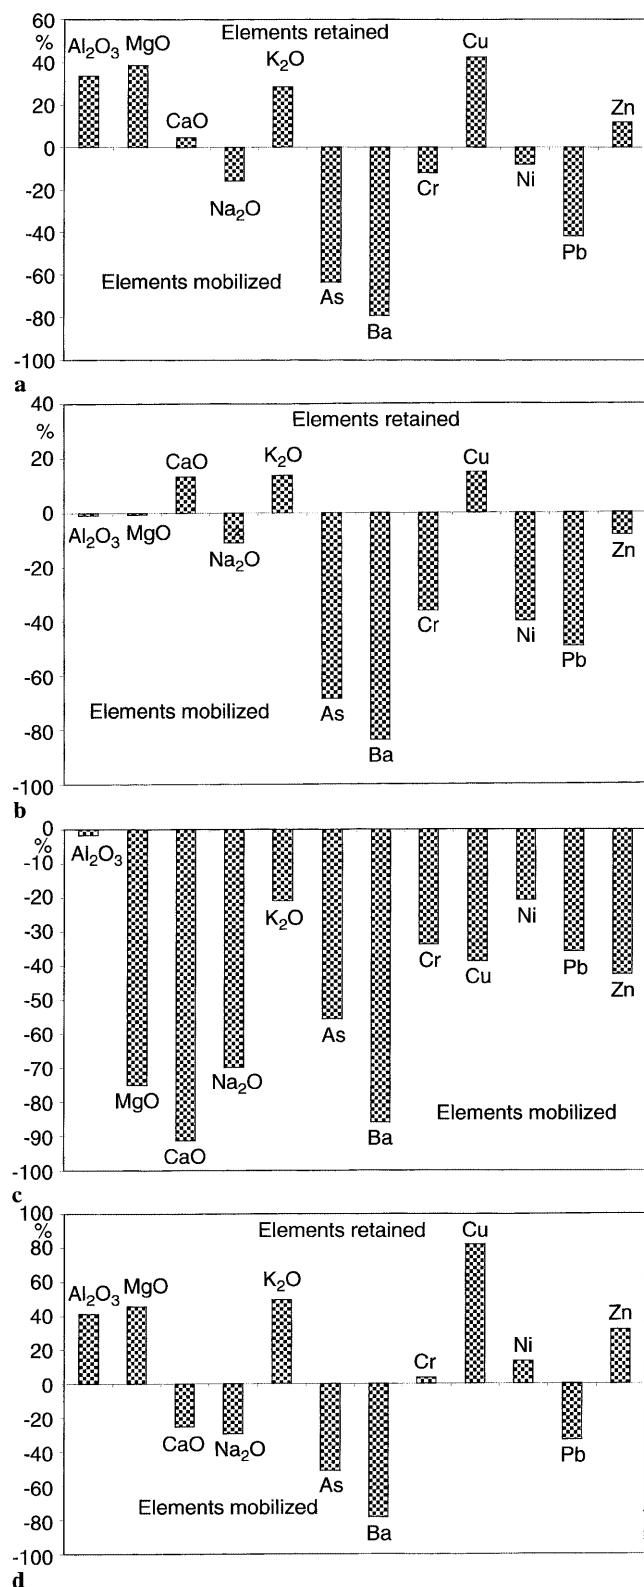 60
%
Al₂O₃ MgO Elements retained Cu
40
K₂O
20
CaO Zn
0
-20
Na₂O Cr Ni
-40
Pb
-60
Elements mobilized As
-80
Ba
-100
a
40
% Elements retained
CaO K₂O Cu
20
0
Al₂O₃ MgO Na₂O Zn
-20
-40
Cr Ni Pb
-60
Elements mobilized As
-80
Ba
-100
b
0
%
Al₂O₃
-10
-20
K₂O Ni
-30
Cr Pb
-40
Cu Zn
-50
As
-60
-70
Na₂O
MgO
-80
Elements mobilized
-90
CaO Ba
-100
c
100
% Elements retained Cu
80
60
Al₂O₃ MgO K₂O
40
Zn
20
Cr Ni
0
-20
CaO Na₂O
-40
Pb
-60
As
Elements mobilized
-80
Ba
-100
d